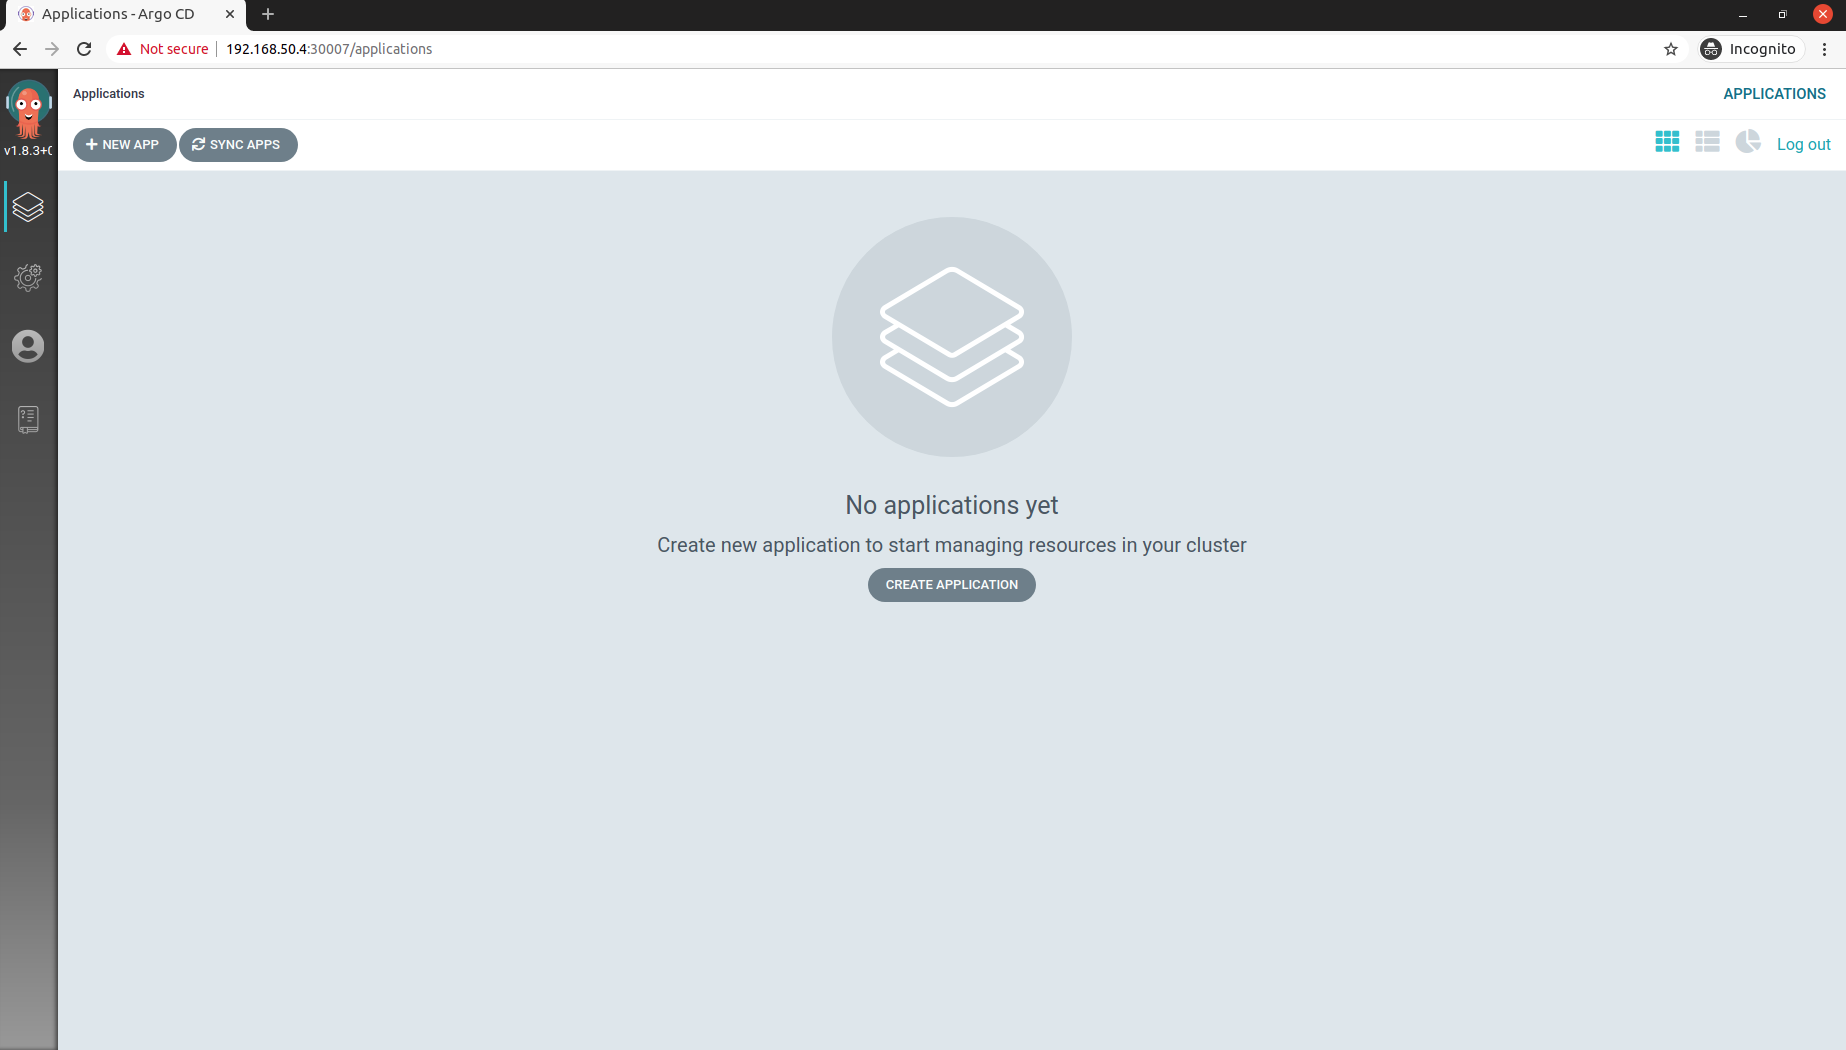 Applications - Argo CD
Not secure
192.168.50.4:30007/applications
Incognito
v1.8.3+0
Applications
APPLICATIONS
NEW APP
SYNC APPS
Log out
No applications yet
Create new application to start managing resources in your cluster
CREATE APPLICATION